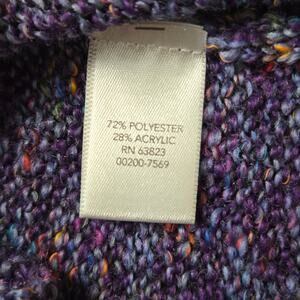 72% POLYESTER
28% ACRYLIC
RN 63823
00200-7569